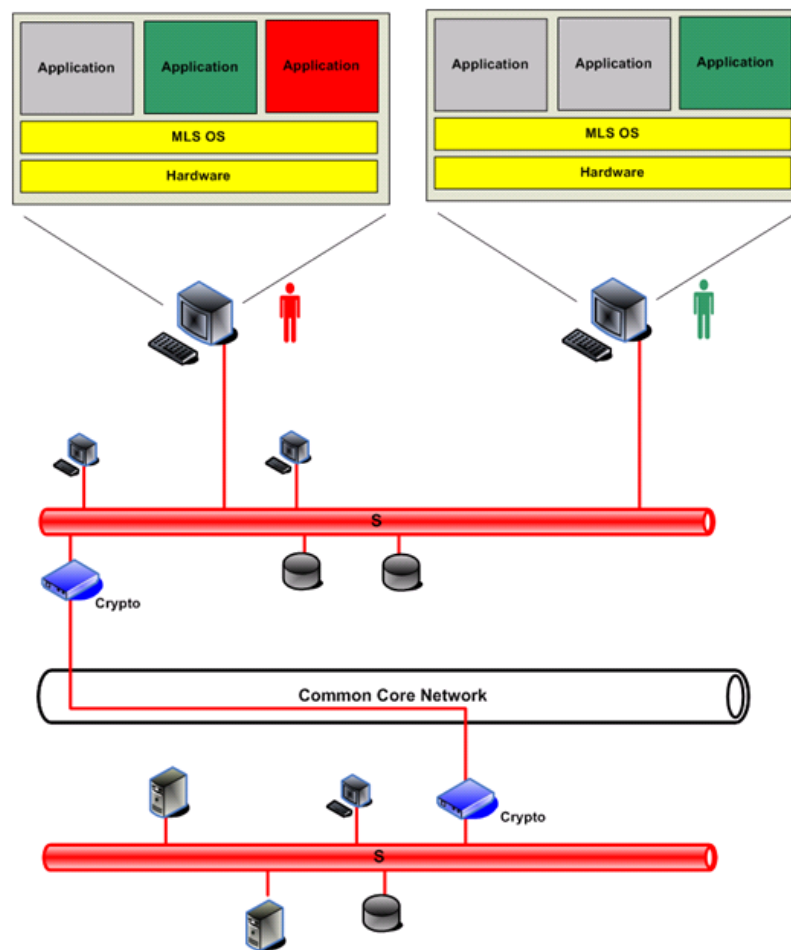 Application Application Application
MLS OS
Hardware
Application Application Application
MLS OS
Hardware
S
Crypto
Common Core Network
Crypto
S